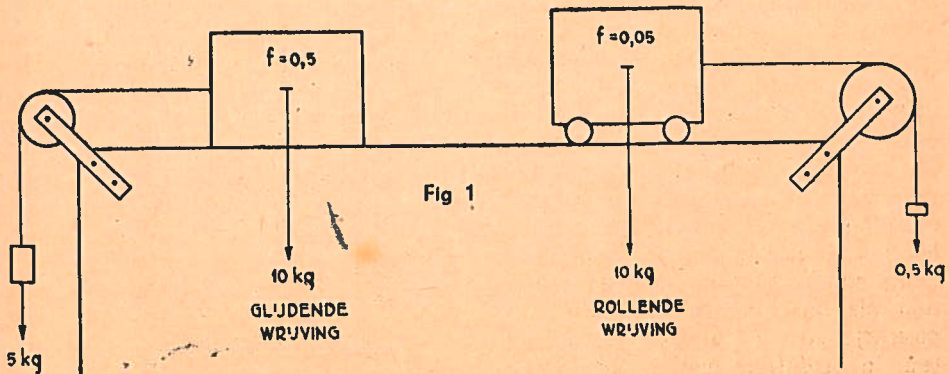 f=0,5
f=0,05
Fig 1
10 kg
10 kg
0,5 kg
GLIJDENDE
WRIJVING
ROLLENDE
WRIJVING
5 kg